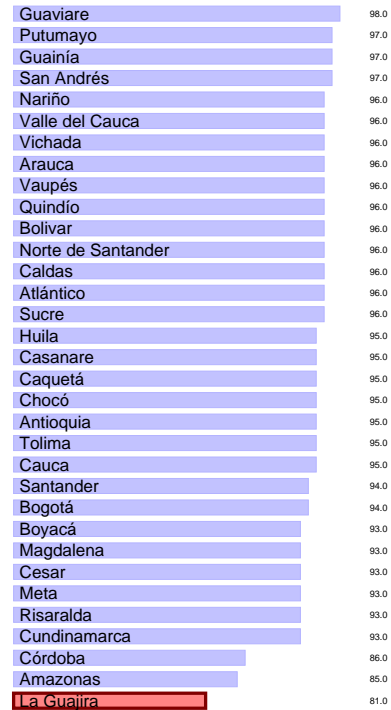 Guaviare 98.0
Putumayo 97.0
Guainía 97.0
San Andrés 97.0
Nariño 96.0
Valle del Cauca 96.0
Vichada 96.0
Arauca 96.0
Vaupés 96.0
Quindío 96.0
Bolivar 96.0
Norte de Santander 96.0
Caldas 96.0
Atlántico 96.0
Sucre 96.0
Huila 95.0
Casanare 95.0
Caquetá 95.0
Chocó 95.0
Antioquia 95.0
Tolima 95.0
Cauca 95.0
Santander 94.0
Bogotá 94.0
Boyacá 93.0
Magdalena 93.0
Cesar 93.0
Meta 93.0
Risaralda 93.0
Cundinamarca 93.0
Córdoba 86.0
Amazonas 85.0
La Guajira 81.0